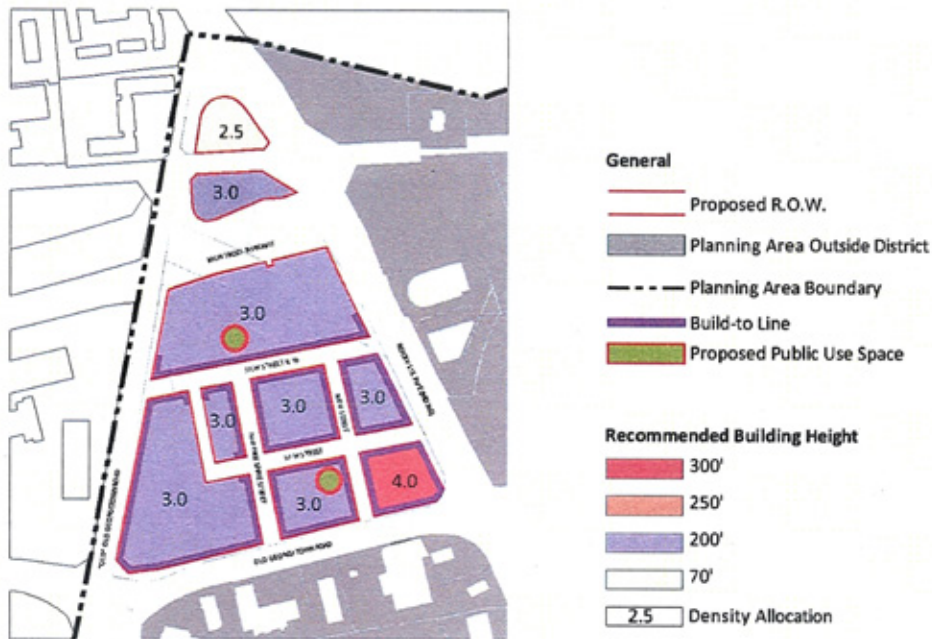 2.5
3.0
3.0
3.0
3.0
3.0
3.0
3.0
4.0
OLD GEORGETOWN ROAD
General
Proposed R.O.W.
Planning Area Outside District
Planning Area Boundary
Build-to Line
Proposed Public Use Space
Recommended Building Height
300'
250'
200'
70'
2.5 Density Allocation